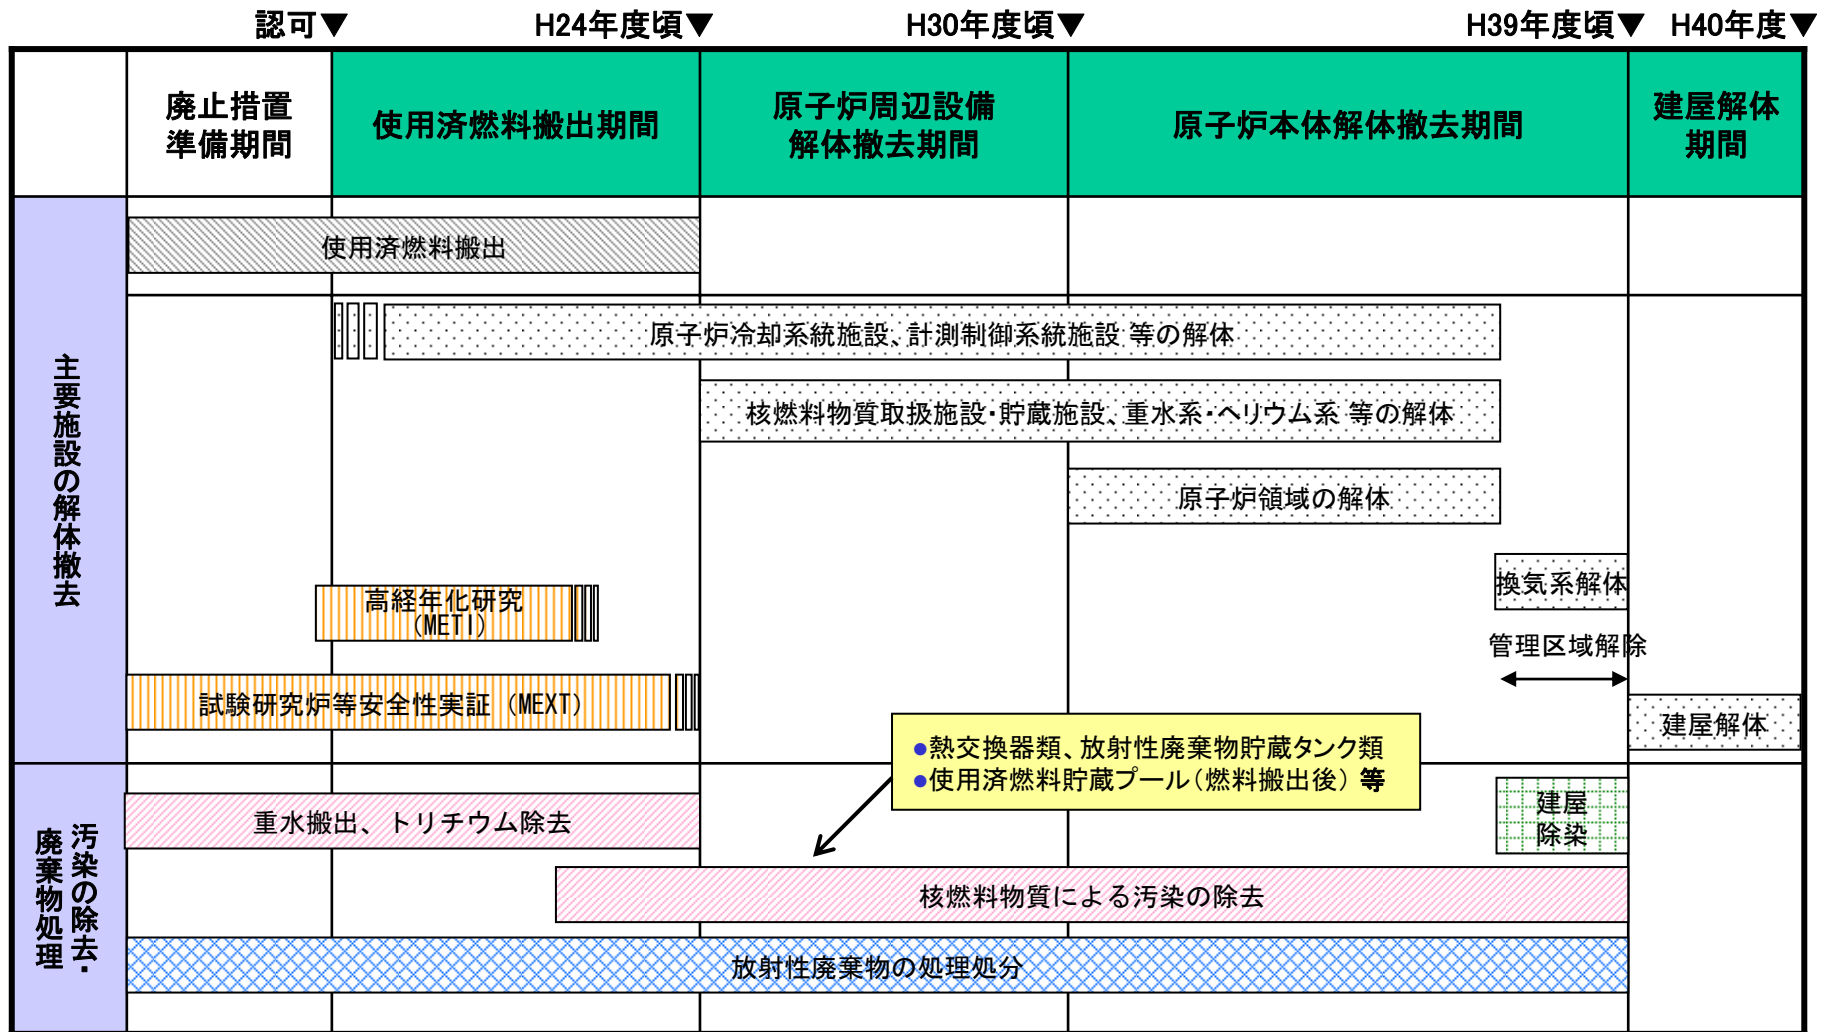 認可▼
H24年度頃▼
H30年度頃▼
H39年度頃▼
H40年度▼
廃止措置
準備期間
使用済燃料搬出期間
原子炉周辺設備
解体撤去期間
原子炉本体解体撤去期間
建屋解体
期間
主要施設の解体撤去
使用済燃料搬出
原子炉冷却系統施設、計測制御系統施設 等の解体
核燃料物質取扱施設・貯蔵施設、重水系・ヘリウム系 等の解体
原子炉領域の解体
換気系解体
高経年化研究
(METI)
管理区域解除
試験研究炉等安全性実証 (MEXT)
建屋解体
●熱交換器類、放射性廃棄物貯蔵タンク類
●使用済燃料貯蔵プール(燃料搬出後) 等
汚染の除去・
廃棄物処理
重水搬出、トリチウム除去
建屋
除染
核燃料物質による汚染の除去
放射性廃棄物の処理処分